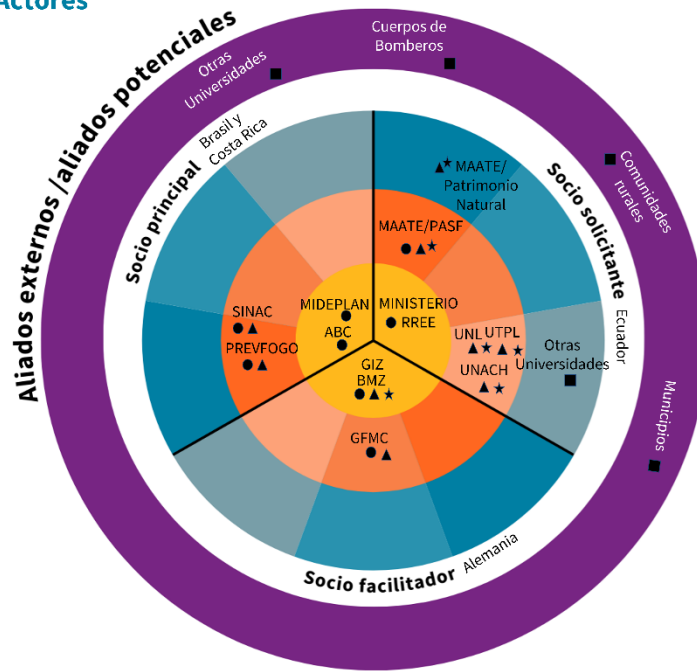 Actores
Aliados externos /aliados potenciales
Otras
Universidades
Cuerpos de
Bomberos
Comunidades
rurales
Municipios
Socio principal
Brasil y
Costa Rica
Socio solicitante
Ecuador
Socio facilitador
Alemania
MAATE/
Patrimonio
Natural
MAATE/PASF
MIDEPLAN
ABC
MINISTERIO
RREE
SINAC
PREVFOGO
UNL UTPL
UNACH
Otras
Universidades
GIZ
BMZ
GFMC